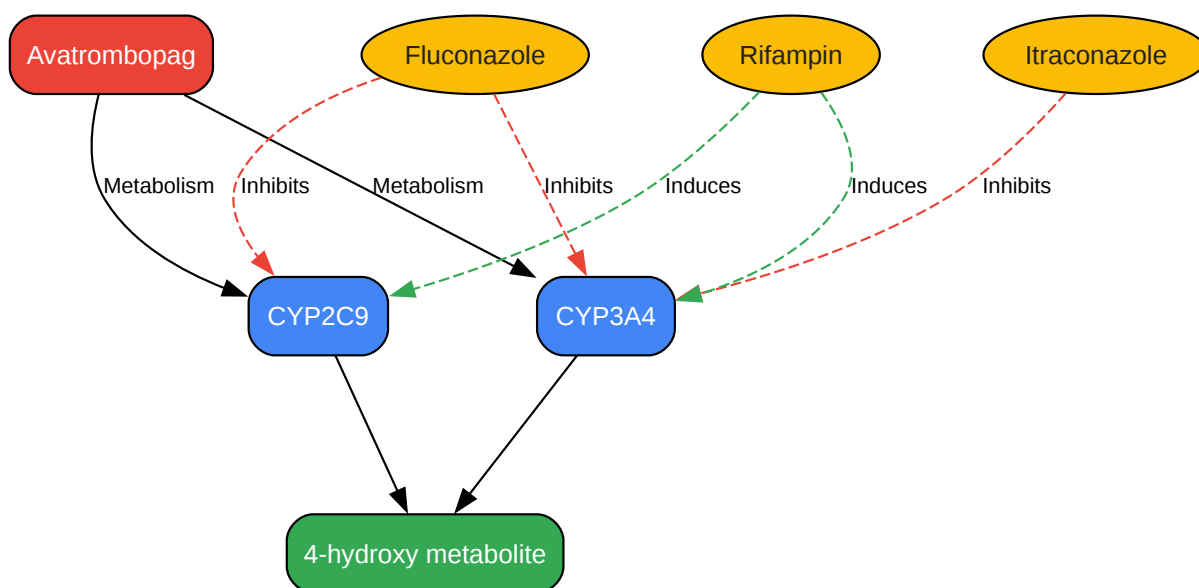 Avatrombopag
Fluconazole
Rifampin
Itraconazole
Metabolism
Inhibits
Metabolism
Inhibits
Induces
Induces
Inhibits
CYP2C9
CYP3A4
4-hydroxy metabolite